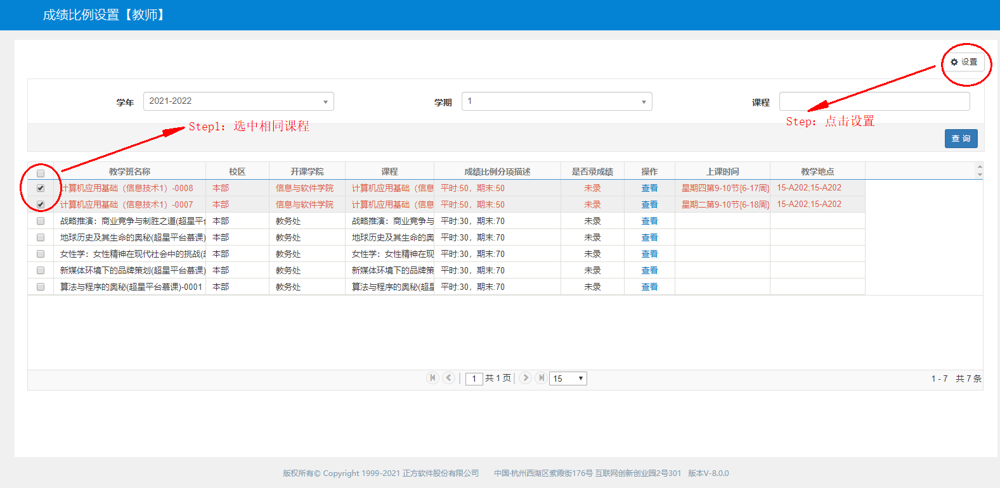 成绩比例设置【教师】
设置
学年 2021-2022 学期 1 课程
Step1: 选中相同课程
Step: 点击设置
查 询
教学班名称 校区 开课学院 课程 成绩比例分项描述 是否录成绩 操作 上课时间 教学地点
计算机应用基础（信息技术1）-0008 本部 信息与软件学院 计算机应用基础（信息 平时:50，期末:50 未录 查看 星期四第9-10节{6-17周} 15-A202;15-A202
计算机应用基础（信息技术1）-0007 本部 信息与软件学院 计算机应用基础（信息 平时:50，期末:50 未录 查看 星期二第9-10节{6-18周} 15-A202;15-A202
战略推演：商业竞争与制胜之道(超星平台 本部 教务处 战略推演：商业竞争与 平时:30，期末:70 未录 查看
地球历史及其生命的奥秘(超星平台慕课) 本部 教务处 地球历史及其生命的奥 平时:30，期末:70 未录 查看
女性学：女性精神在现代社会中的挑战( 本部 教务处 女性学：女性精神在现 平时:30，期末:70 未录 查看
新媒体环境下的品牌策划(超星平台慕课) 本部 教务处 新媒体环境下的品牌策 平时:30，期末:70 未录 查看
算法与程序的奥秘(超星平台慕课)-0001 本部 教务处 算法与程序的奥秘(超星 平时:30，期末:70 未录 查看
1 共 1 页 15 1 - 7 共 7 条
版权所有© Copyright 1999-2021 正方软件股份有限公司 中国·杭州西湖区紫霞街176号 互联网创新创业园2号301 版本V-8.0.0